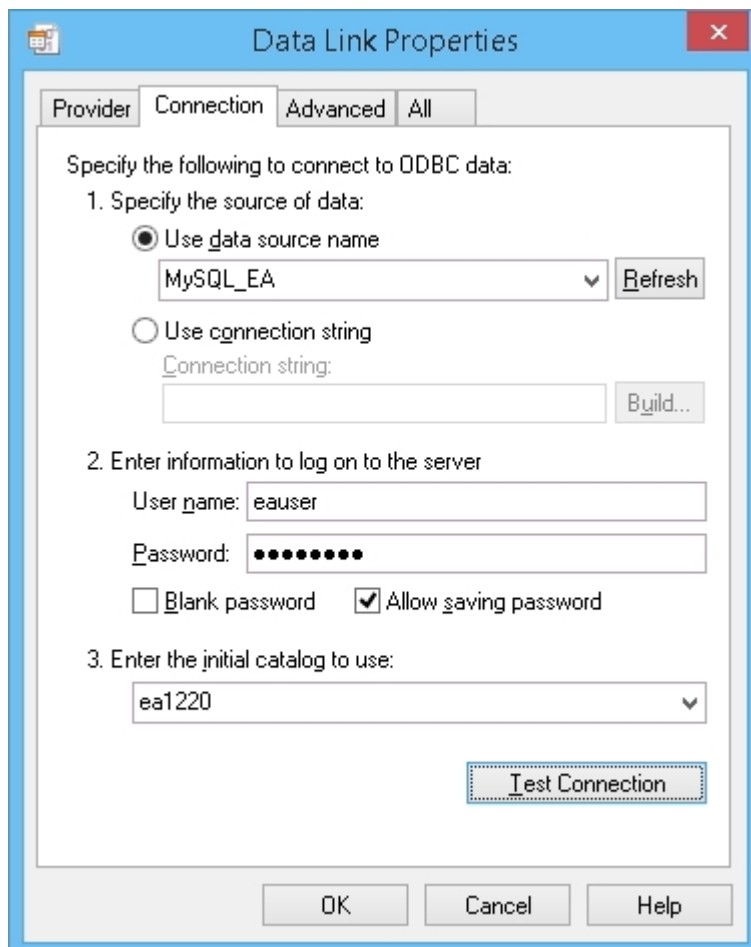 Data Link Properties
Provider Connection Advanced All
Specify the following to connect to ODBC data:
1. Specify the source of data:
Use data source name
MySQL_EA Refresh
Use connection string
Connection string:
Build...
2. Enter information to log on to the server
User name: eauser
Password: ●●●●●●●●
Blank password Allow saving password
3. Enter the initial catalog to use:
ea1220
Test Connection
OK Cancel Help